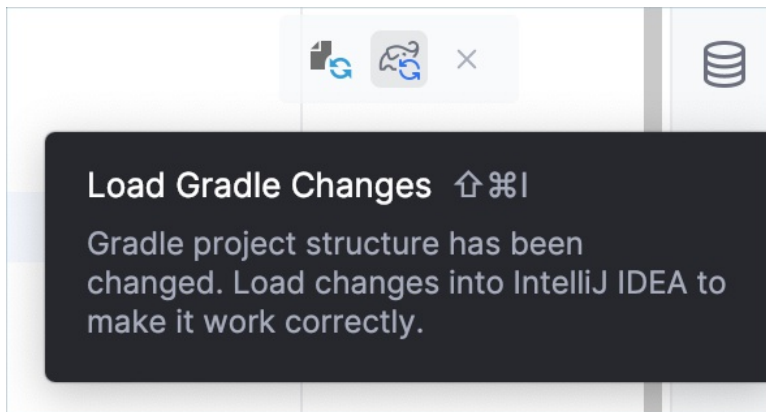 Load Gradle Changes ⇧⌘I
Gradle project structure has been
changed. Load changes into IntelliJ IDEA to
make it work correctly.